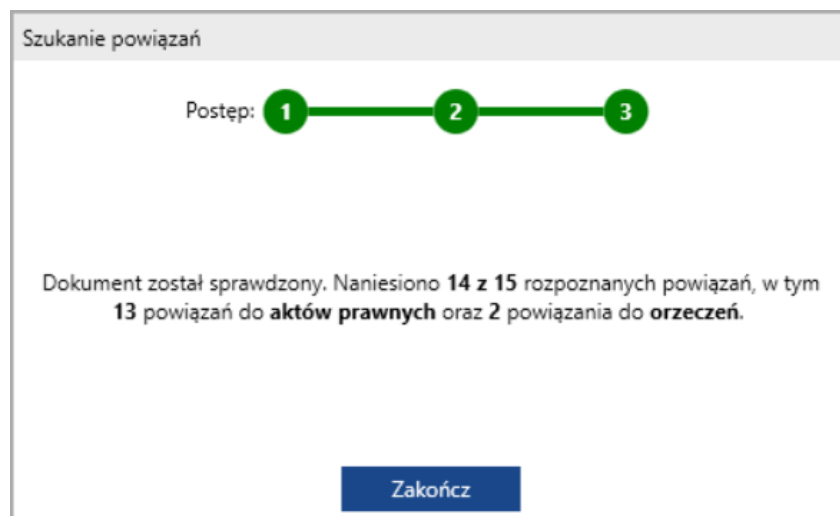 Szukanie powiązań
Postęp: 1 2 3
Dokument został sprawdzony. Naniesiono 14 z 15 rozpoznanych powiązań, w tym
13 powiązań do aktów prawnych oraz 2 powiązania do orzeczeń.
Zakończ